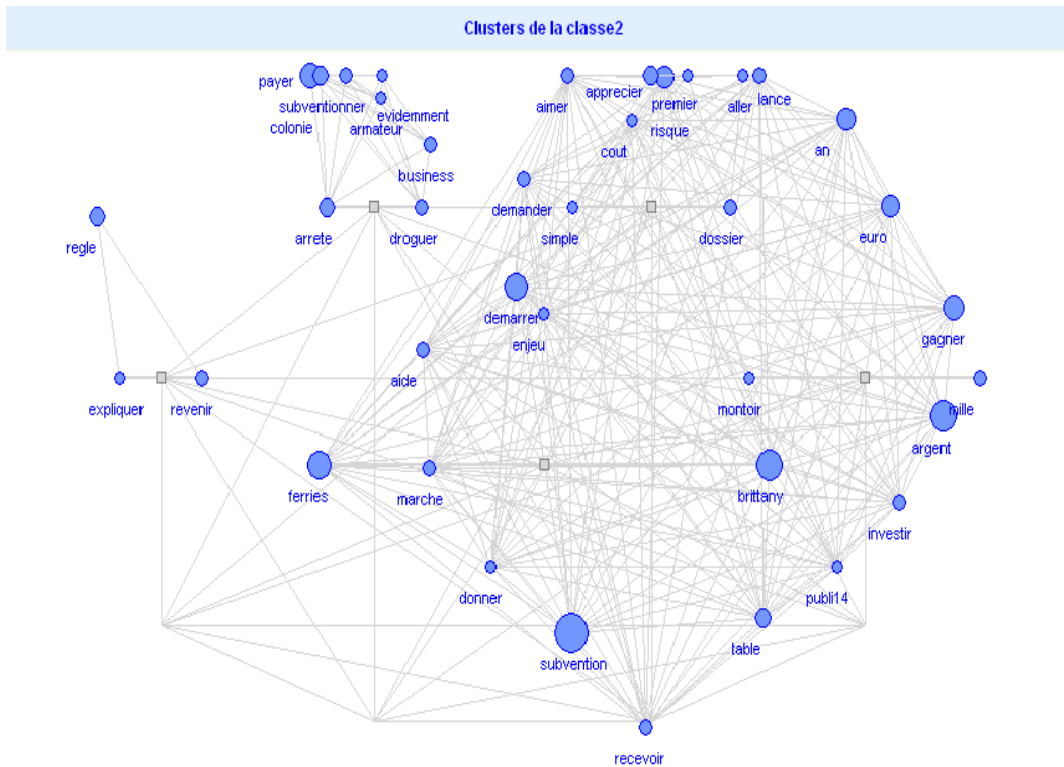 Clusters de la classe2
payer
subventionner
evidemment
colonie
armateur
business
aimer
apprecier
premier
aller
lance
cout
risque
an
regle
arrete
droguer
demander
simple
dossier
euro
demarrer
enjeu
gagner
aide
expliquer
revenir
montoir
mille
argent
ferries
marche
brittany
investir
donner
publi14
subvention
table
recevoir